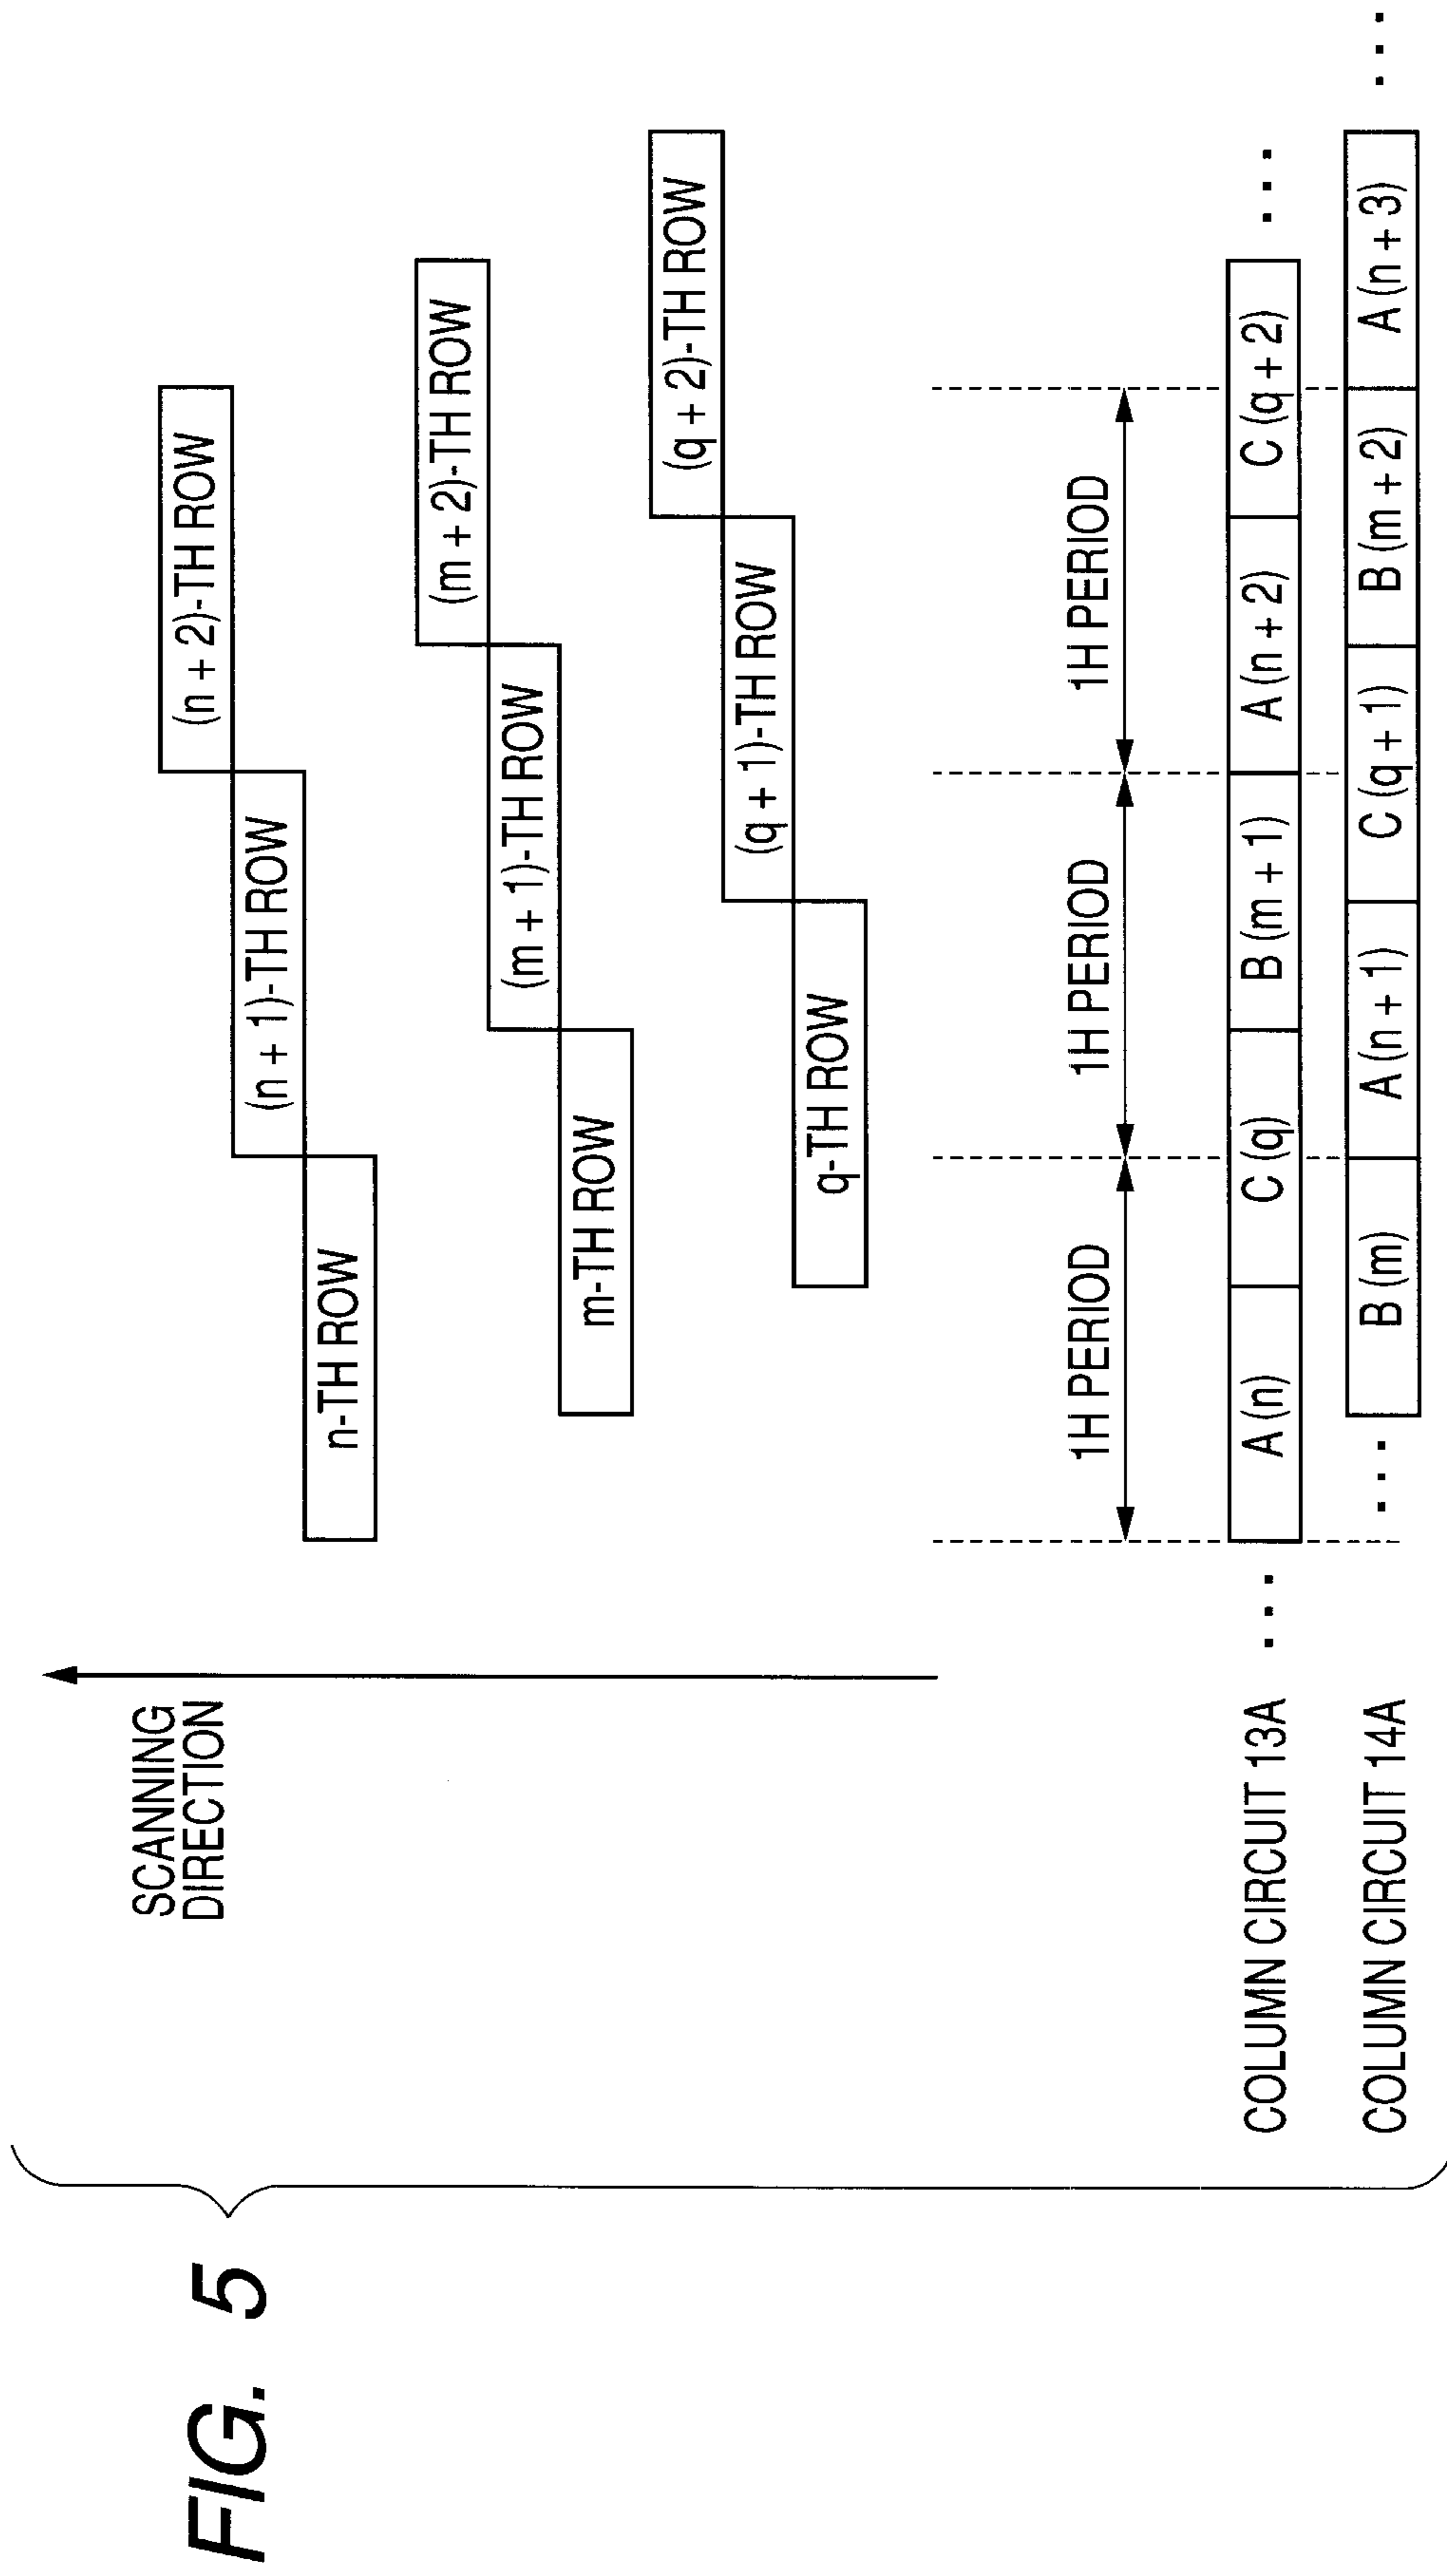 FIG. 5
SCANNING
DIRECTION
(n + 2)-TH ROW
(n + 1)-TH ROW
n-TH ROW
(m + 2)-TH ROW
(m + 1)-TH ROW
m-TH ROW
(q + 2)-TH ROW
(q + 1)-TH ROW
q-TH ROW
1H PERIOD 1H PERIOD 1H PERIOD
COLUMN CIRCUIT 13A ... A (n) C (q) B (m + 1) A (n + 2) C (q + 2) ...
COLUMN CIRCUIT 14A ... B (m) A (n + 1) C (q + 1) B (m + 2) A (n + 3) ...